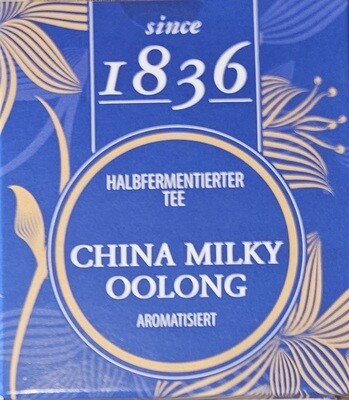 since
1836
HALBFERMENTIERTER
TEE
CHINA MILKY
OOLONG
AROMATISIERT